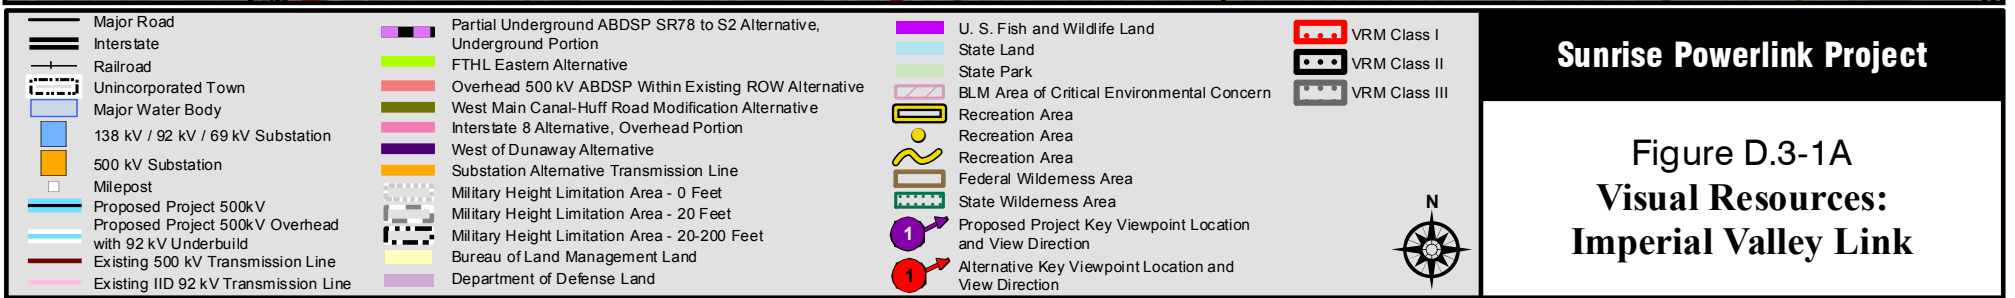 Major Road
Interstate
Railroad
Unincorporated Town
Major Water Body
138 kV / 92 kV / 69 kV Substation
500 kV Substation
Milepost
Proposed Project 500kV
Proposed Project 500kV Overhead
with 92 kV Underbuild
Existing 500 kV Transmission Line
Existing IID 92 kV Transmission Line
Partial Underground ABDSP SR78 to S2 Alternative,
Underground Portion
FTHL Eastern Alternative
Overhead 500 kV ABDSP Within Existing ROW Alternative
West Main Canal-Huff Road Modification Alternative
Interstate 8 Alternative, Overhead Portion
West of Dunaway Alternative
Substation Alternative Transmission Line
Military Height Limitation Area - 0 Feet
Military Height Limitation Area - 20 Feet
Military Height Limitation Area - 20-200 Feet
Bureau of Land Management Land
Department of Defense Land
U. S. Fish and Wildlife Land
State Land
State Park
BLM Area of Critical Environmental Concern
Recreation Area
Recreation Area
Recreation Area
Federal Wilderness Area
State Wilderness Area
1 Proposed Project Key Viewpoint Location
and View Direction
1 Alternative Key Viewpoint Location and
View Direction
VRM Class I
VRM Class II
VRM Class III
N
Sunrise Powerlink Project
Figure D.3-1A
Visual Resources:
Imperial Valley Link